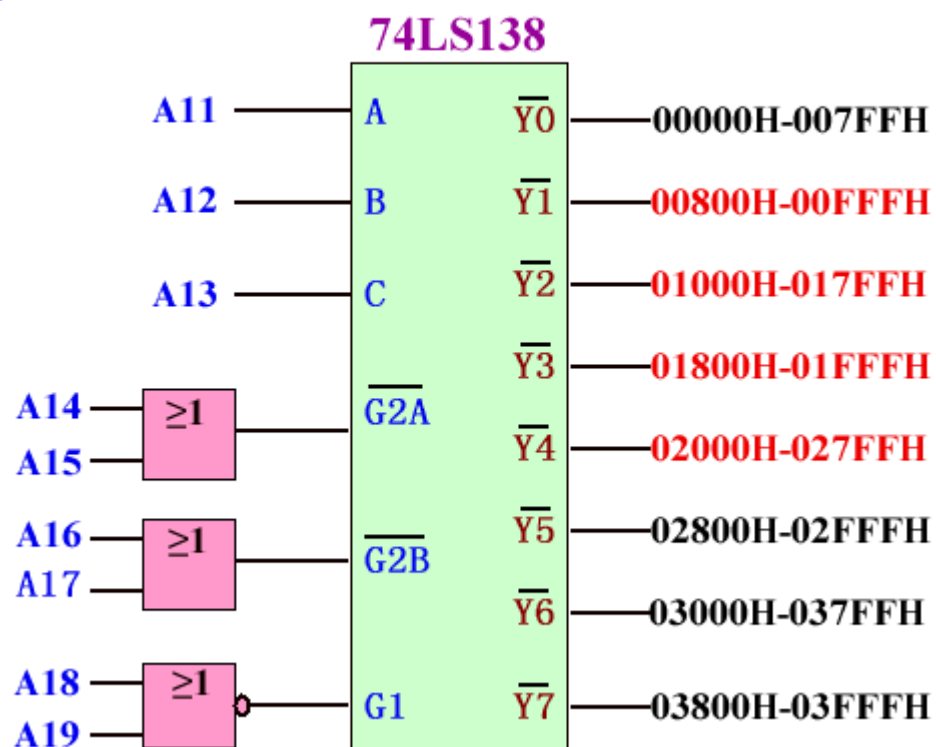 74LS138
A11 A Y0 00000H-007FFH
A12 B Y1 00800H-00FFFH
A13 C Y2 01000H-017FFH
Y3 01800H-01FFFH
A14 ≥1 G2A
A15 Y4 02000H-027FFH
A16 ≥1 Y5 02800H-02FFFH
A17 G2B
Y6 03000H-037FFH
A18 ≥1 G1 Y7 03800H-03FFFH
A19